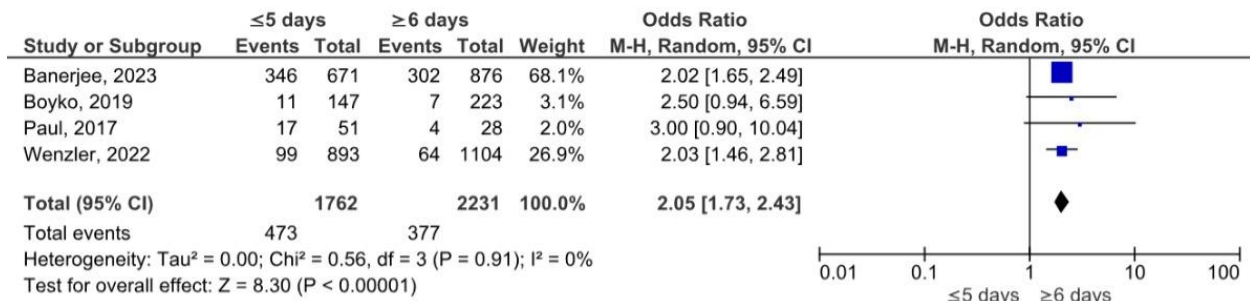 ≤5 days ≥6 days Odds Ratio Odds Ratio
Study or Subgroup Events Total Events Total Weight M-H, Random, 95% CI M-H, Random, 95% CI
Banerjee, 2023 346 671 302 876 68.1% 2.02 [1.65, 2.49]
Boyko, 2019 11 147 7 223 3.1% 2.50 [0.94, 6.59]
Paul, 2017 17 51 4 28 2.0% 3.00 [0.90, 10.04]
Wenzler, 2022 99 893 64 1104 26.9% 2.03 [1.46, 2.81]
Total (95% CI) 1762 2231 100.0% 2.05 [1.73, 2.43]
Total events 473 377
Heterogeneity: Tau² = 0.00; Chi² = 0.56, df = 3 (P = 0.91); I² = 0%
Test for overall effect: Z = 8.30 (P < 0.00001)
0.01 0.1 1 10 100
≤5 days ≥6 days